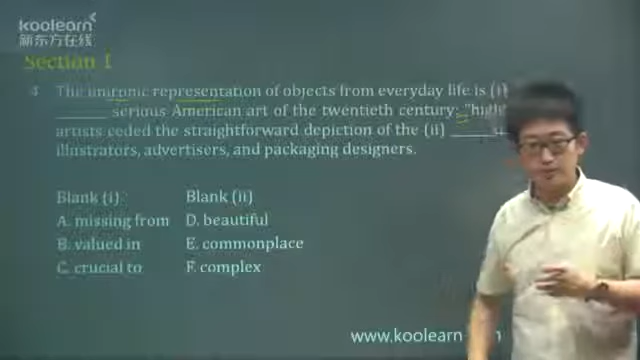 koolearn
新东方在线
Section 1
4 The unironic representation of objects from everyday life is (i)
______ serious American art of the twentieth century: "high"
artists ceded the straightforward depiction of the (ii) ______
illustrators, advertisers, and packaging designers.
Blank (i) Blank (ii)
A. missing from D. beautiful
B. valued in E. commonplace
C. crucial to F. complex
www.koolearn